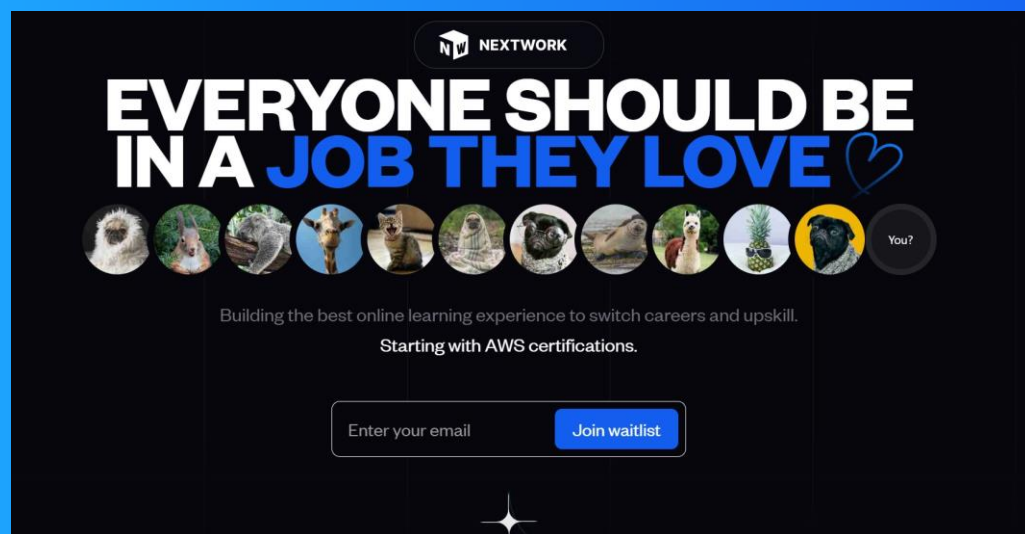 NW NEXTWORK
EVERYONE SHOULD BE
IN A JOB THEY LOVE
You?
Building the best online learning experience to switch careers and upskill.
Starting with AWS certifications.
Enter your email Join waitlist